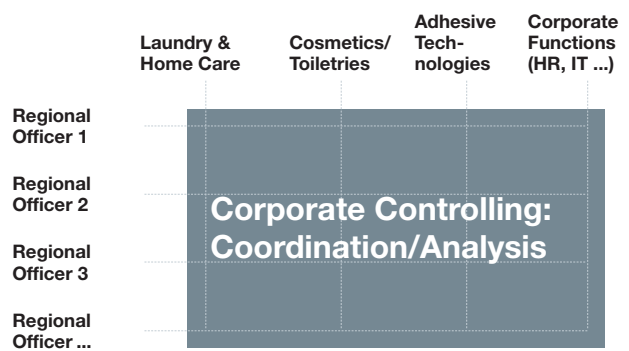 Laundry &
Home Care
Cosmetics/
Toiletries
Adhesive
Tech-
nologies
Corporate
Functions
(HR, IT ...)
Regional
Officer 1
Regional
Officer 2
Regional
Officer 3
Regional
Officer ...
Corporate Controlling:
Coordination/Analysis